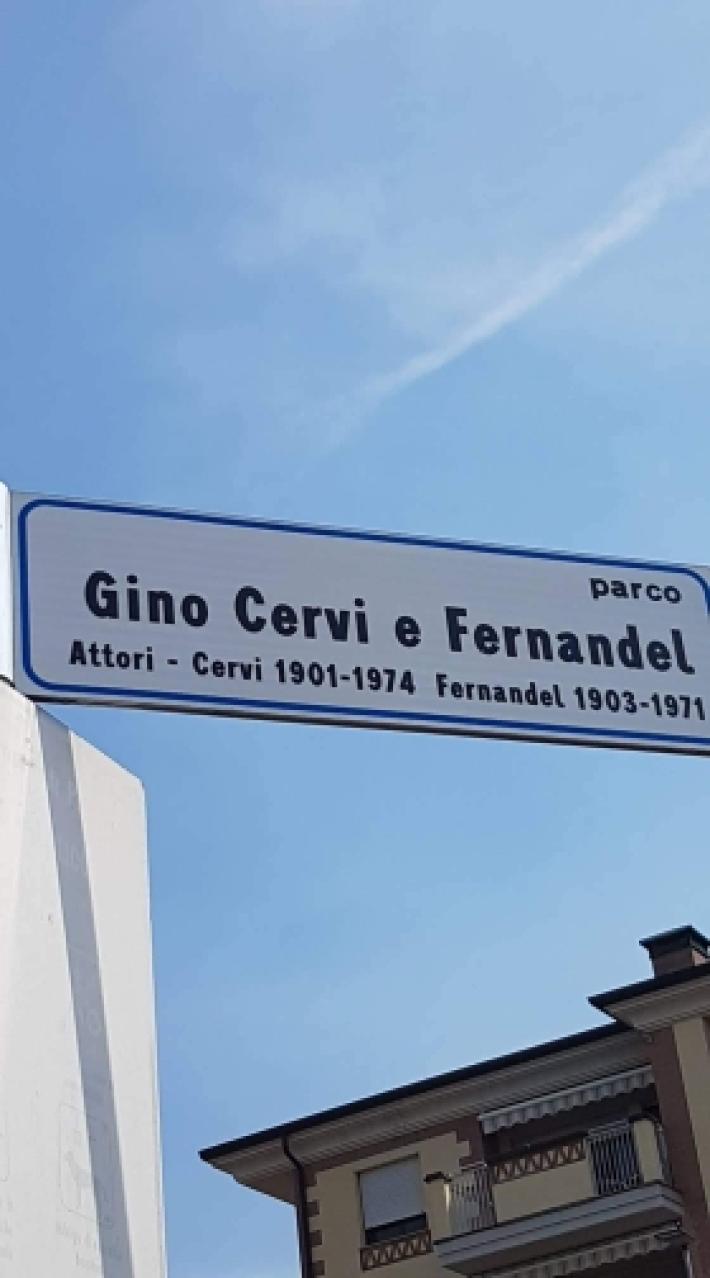 parco
Gino Cervi e Fernandel
Attori - Cervi 1901-1974 Fernandel 1903-1971